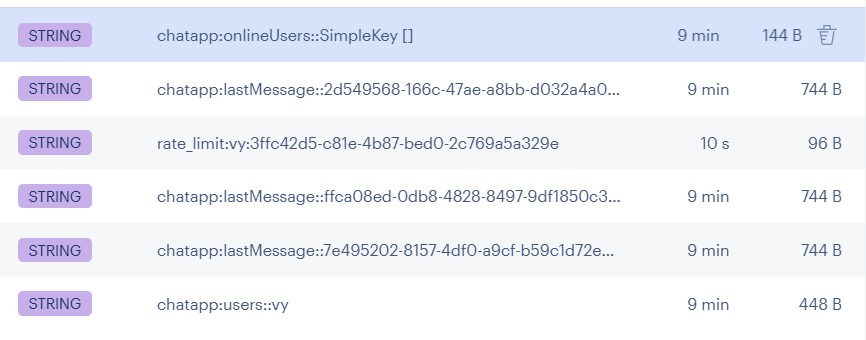 STRING chatapp:onlineUsers::SimpleKey [] 9 min 144 B
STRING chatapp:lastMessage::2d549568-166c-47ae-a8bb-d032a4a0... 9 min 744 B
STRING rate_limit:vy:3ffc42d5-c81e-4b87-bed0-2c769a5a329e 10 s 96 B
STRING chatapp:lastMessage::ffca08ed-0db8-4828-8497-9df1850c3... 9 min 744 B
STRING chatapp:lastMessage::7e495202-8157-4df0-a9cf-b59c1d72e... 9 min 744 B
STRING chatapp:users::vy 9 min 448 B